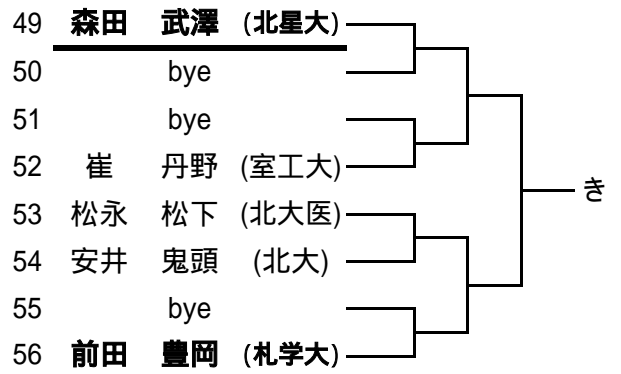 49 森田 武澤 (北星大)
50 bye
51 bye
52 崔 丹野 (室工大)
53 松永 松下 (北大医)
54 安井 鬼頭 (北大)
55 bye
56 前田 豊岡 (札学大)
き